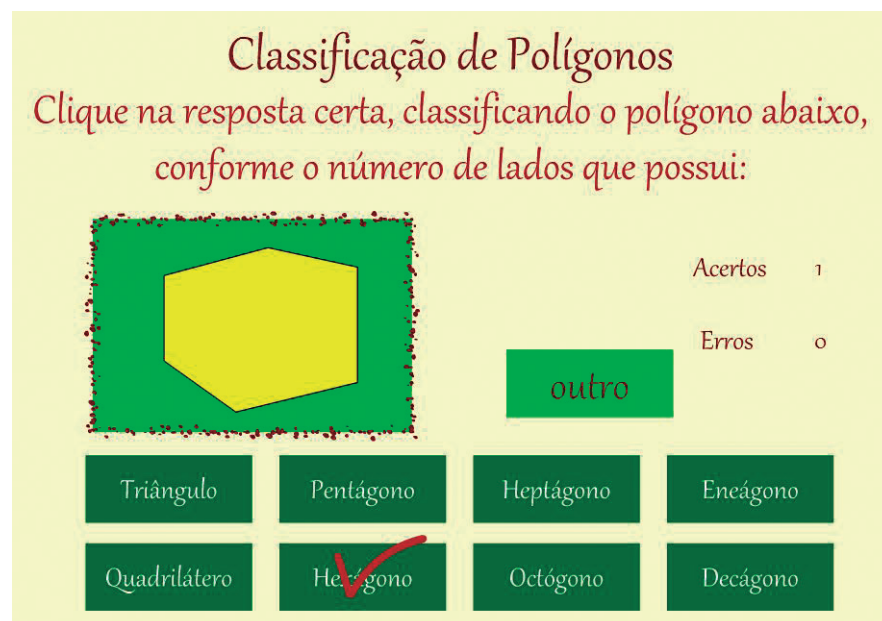 Classificação de Polígonos
Clique na resposta certa, classificando o polígono abaixo,
conforme o número de lados que possui:
Acertos 1
Erros 0
outro
Triângulo Pentágono Heptágono Eneágono
Quadrilátero Hexágono Octógono Decágono